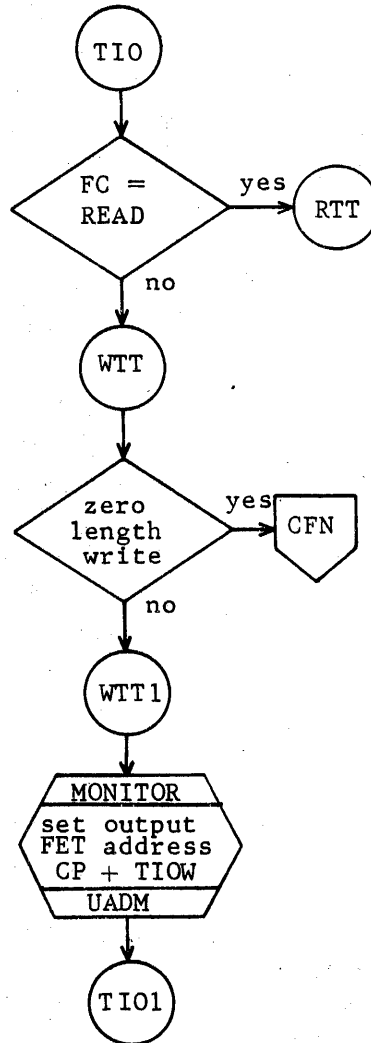 TIO
FC =
READ
yes
RTT
no
WTT
zero
length
write
yes
CFN
no
WTT1
MONITOR
set output
FET address
CP + TIOW
UADM
TIO1